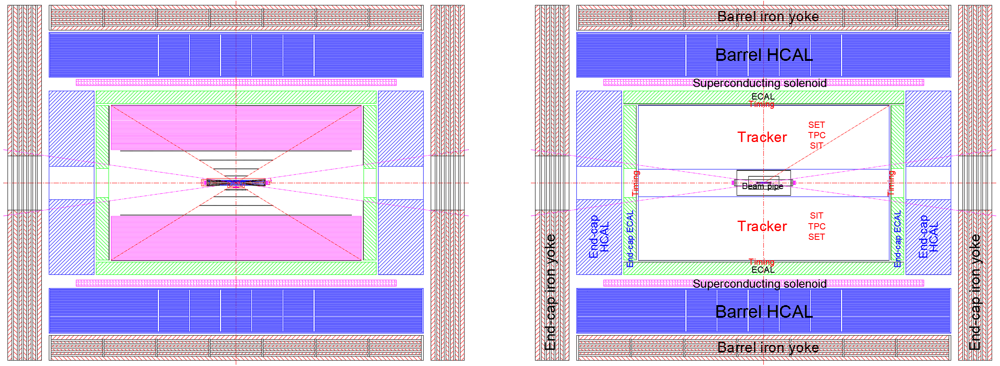 Barrel iron yoke
Barrel HCAL
Superconducting solenoid
ECAL
Timing
SET
Tracker
TPC
SIT
Timing
Beam pipe
Timing
SIT
Tracker
TPC
SET
End-cap
HCAL
End-cap ECAL
End-cap ECAL
End-cap
HCAL
End-cap iron yoke
End-cap iron yoke
Timing
ECAL
Superconducting solenoid
Barrel HCAL
Barrel iron yoke